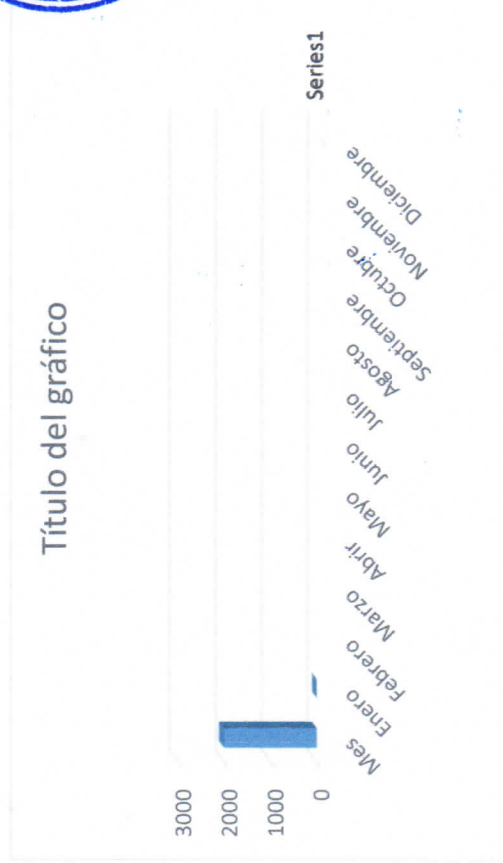 Título del gráfico
3000
2000
1000
0
Mes
Enero
Febrero
Marzo
Abrir
Mayo
Junio
Julio
Agosto
Septiembre
Octubre
Noviembre
Diciembre
Series1